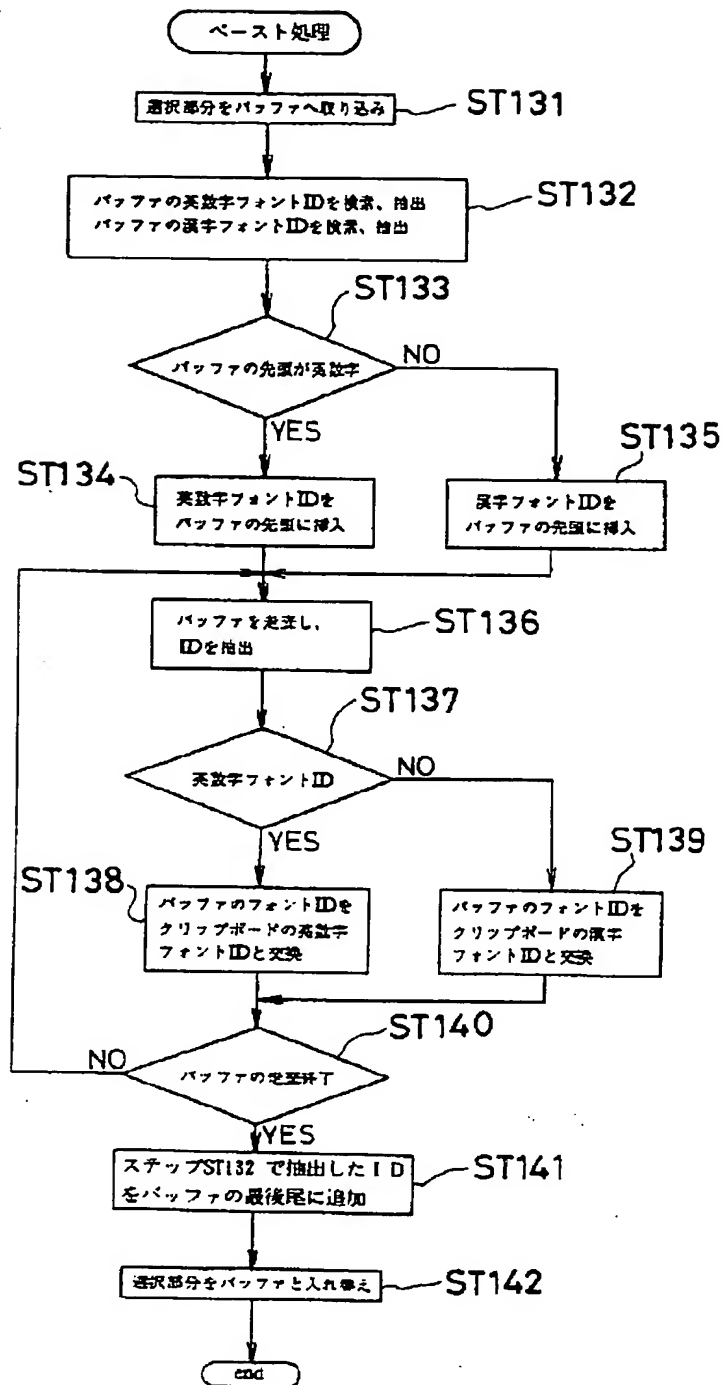 ペースト処理
選択部分をバッファへ取り込み
ST131
バッファの英数字フォントIDを検索、抽出
バッファの漢字フォントIDを検索、抽出
ST132
ST133
バッファの先頭が英数字
NO
YES
ST134
英数字フォントIDを
バッファの先頭に挿入
ST135
漢字フォントIDを
バッファの先頭に挿入
バッファを走査し、
IDを抽出
ST136
ST137
英数字フォントID
NO
YES
ST138
バッファのフォントIDを
クリップボードの英数字
フォントIDと交換
ST139
バッファのフォントIDを
クリップボードの漢字
フォントIDと交換
ST140
バッファの走査終了
NO
YES
ステップST132 で抽出したID
をバッファの最後尾に追加
ST141
選択部分をバッファと入れ替え
ST142
end